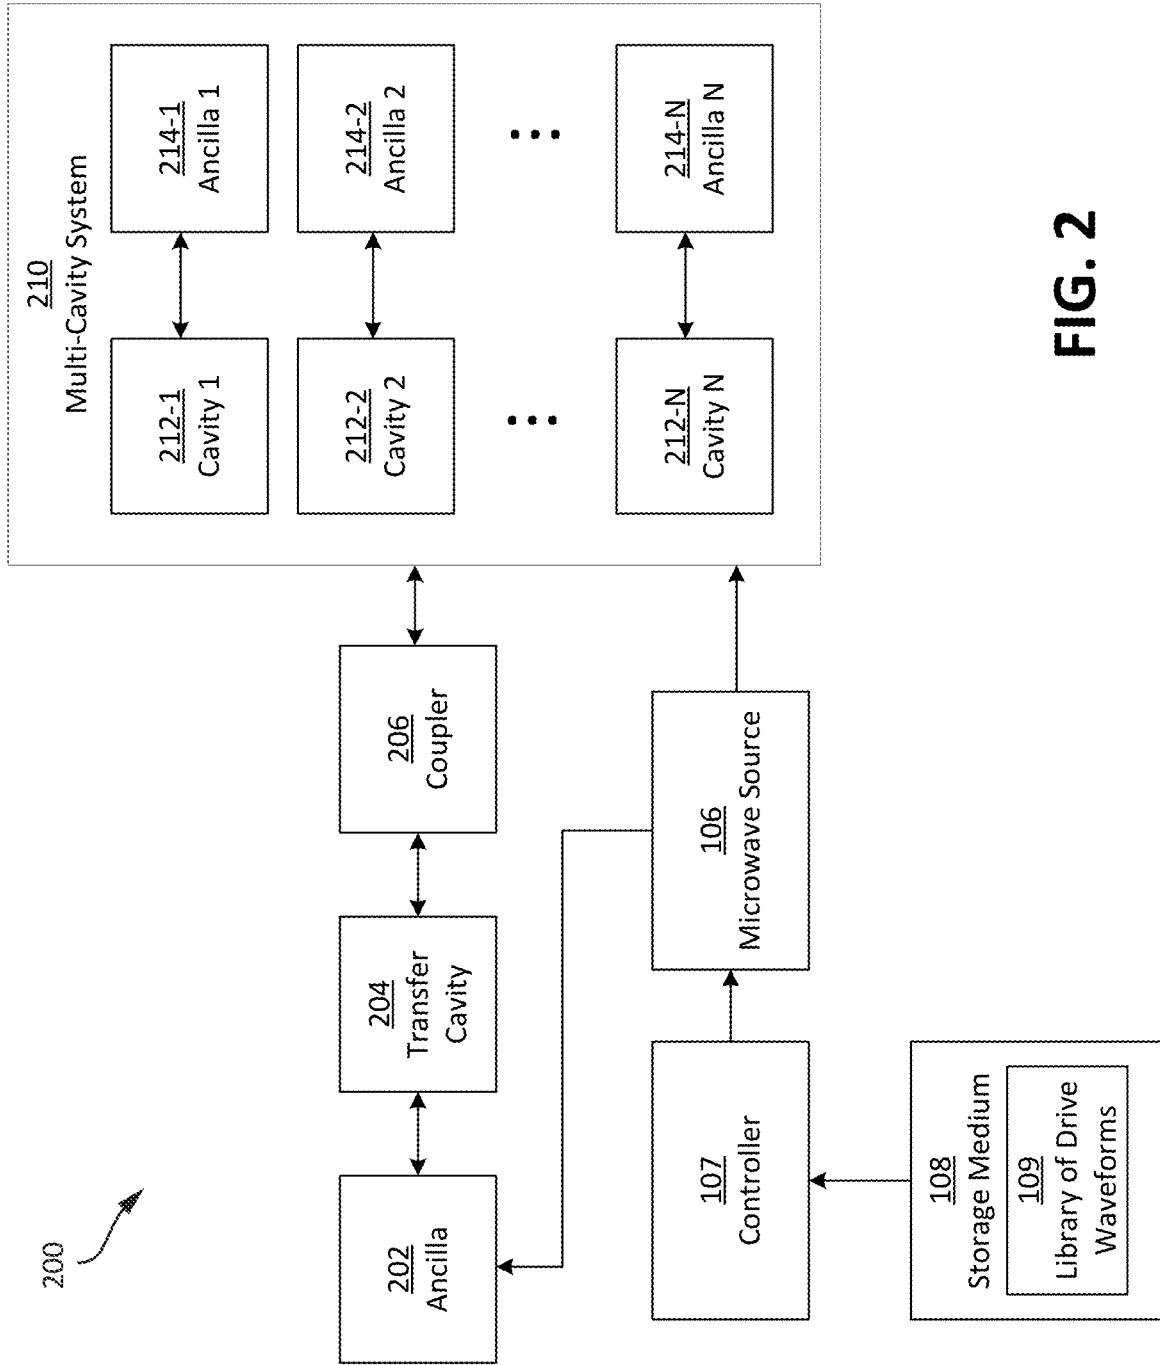 200
210
Multi-Cavity System
212-1
Cavity 1
214-1
Ancilla 1
212-2
Cavity 2
214-2
Ancilla 2
212-N
Cavity N
214-N
Ancilla N
202
Ancilla
204
Transfer
Cavity
206
Coupler
107
Controller
106
Microwave Source
108
Storage Medium
109
Library of Drive
Waveforms
FIG. 2